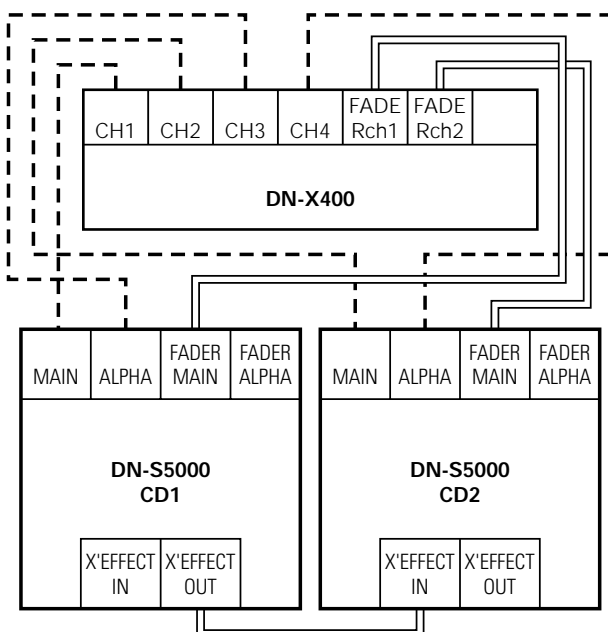 CH1 CH2 CH3 CH4 FADE Rch1 FADE Rch2
DN-X400
MAIN ALPHA FADER MAIN FADER ALPHA
DN-S5000
CD1
X'EFFECT IN X'EFFECT OUT
MAIN ALPHA FADER MAIN FADER ALPHA
DN-S5000
CD2
X'EFFECT IN X'EFFECT OUT